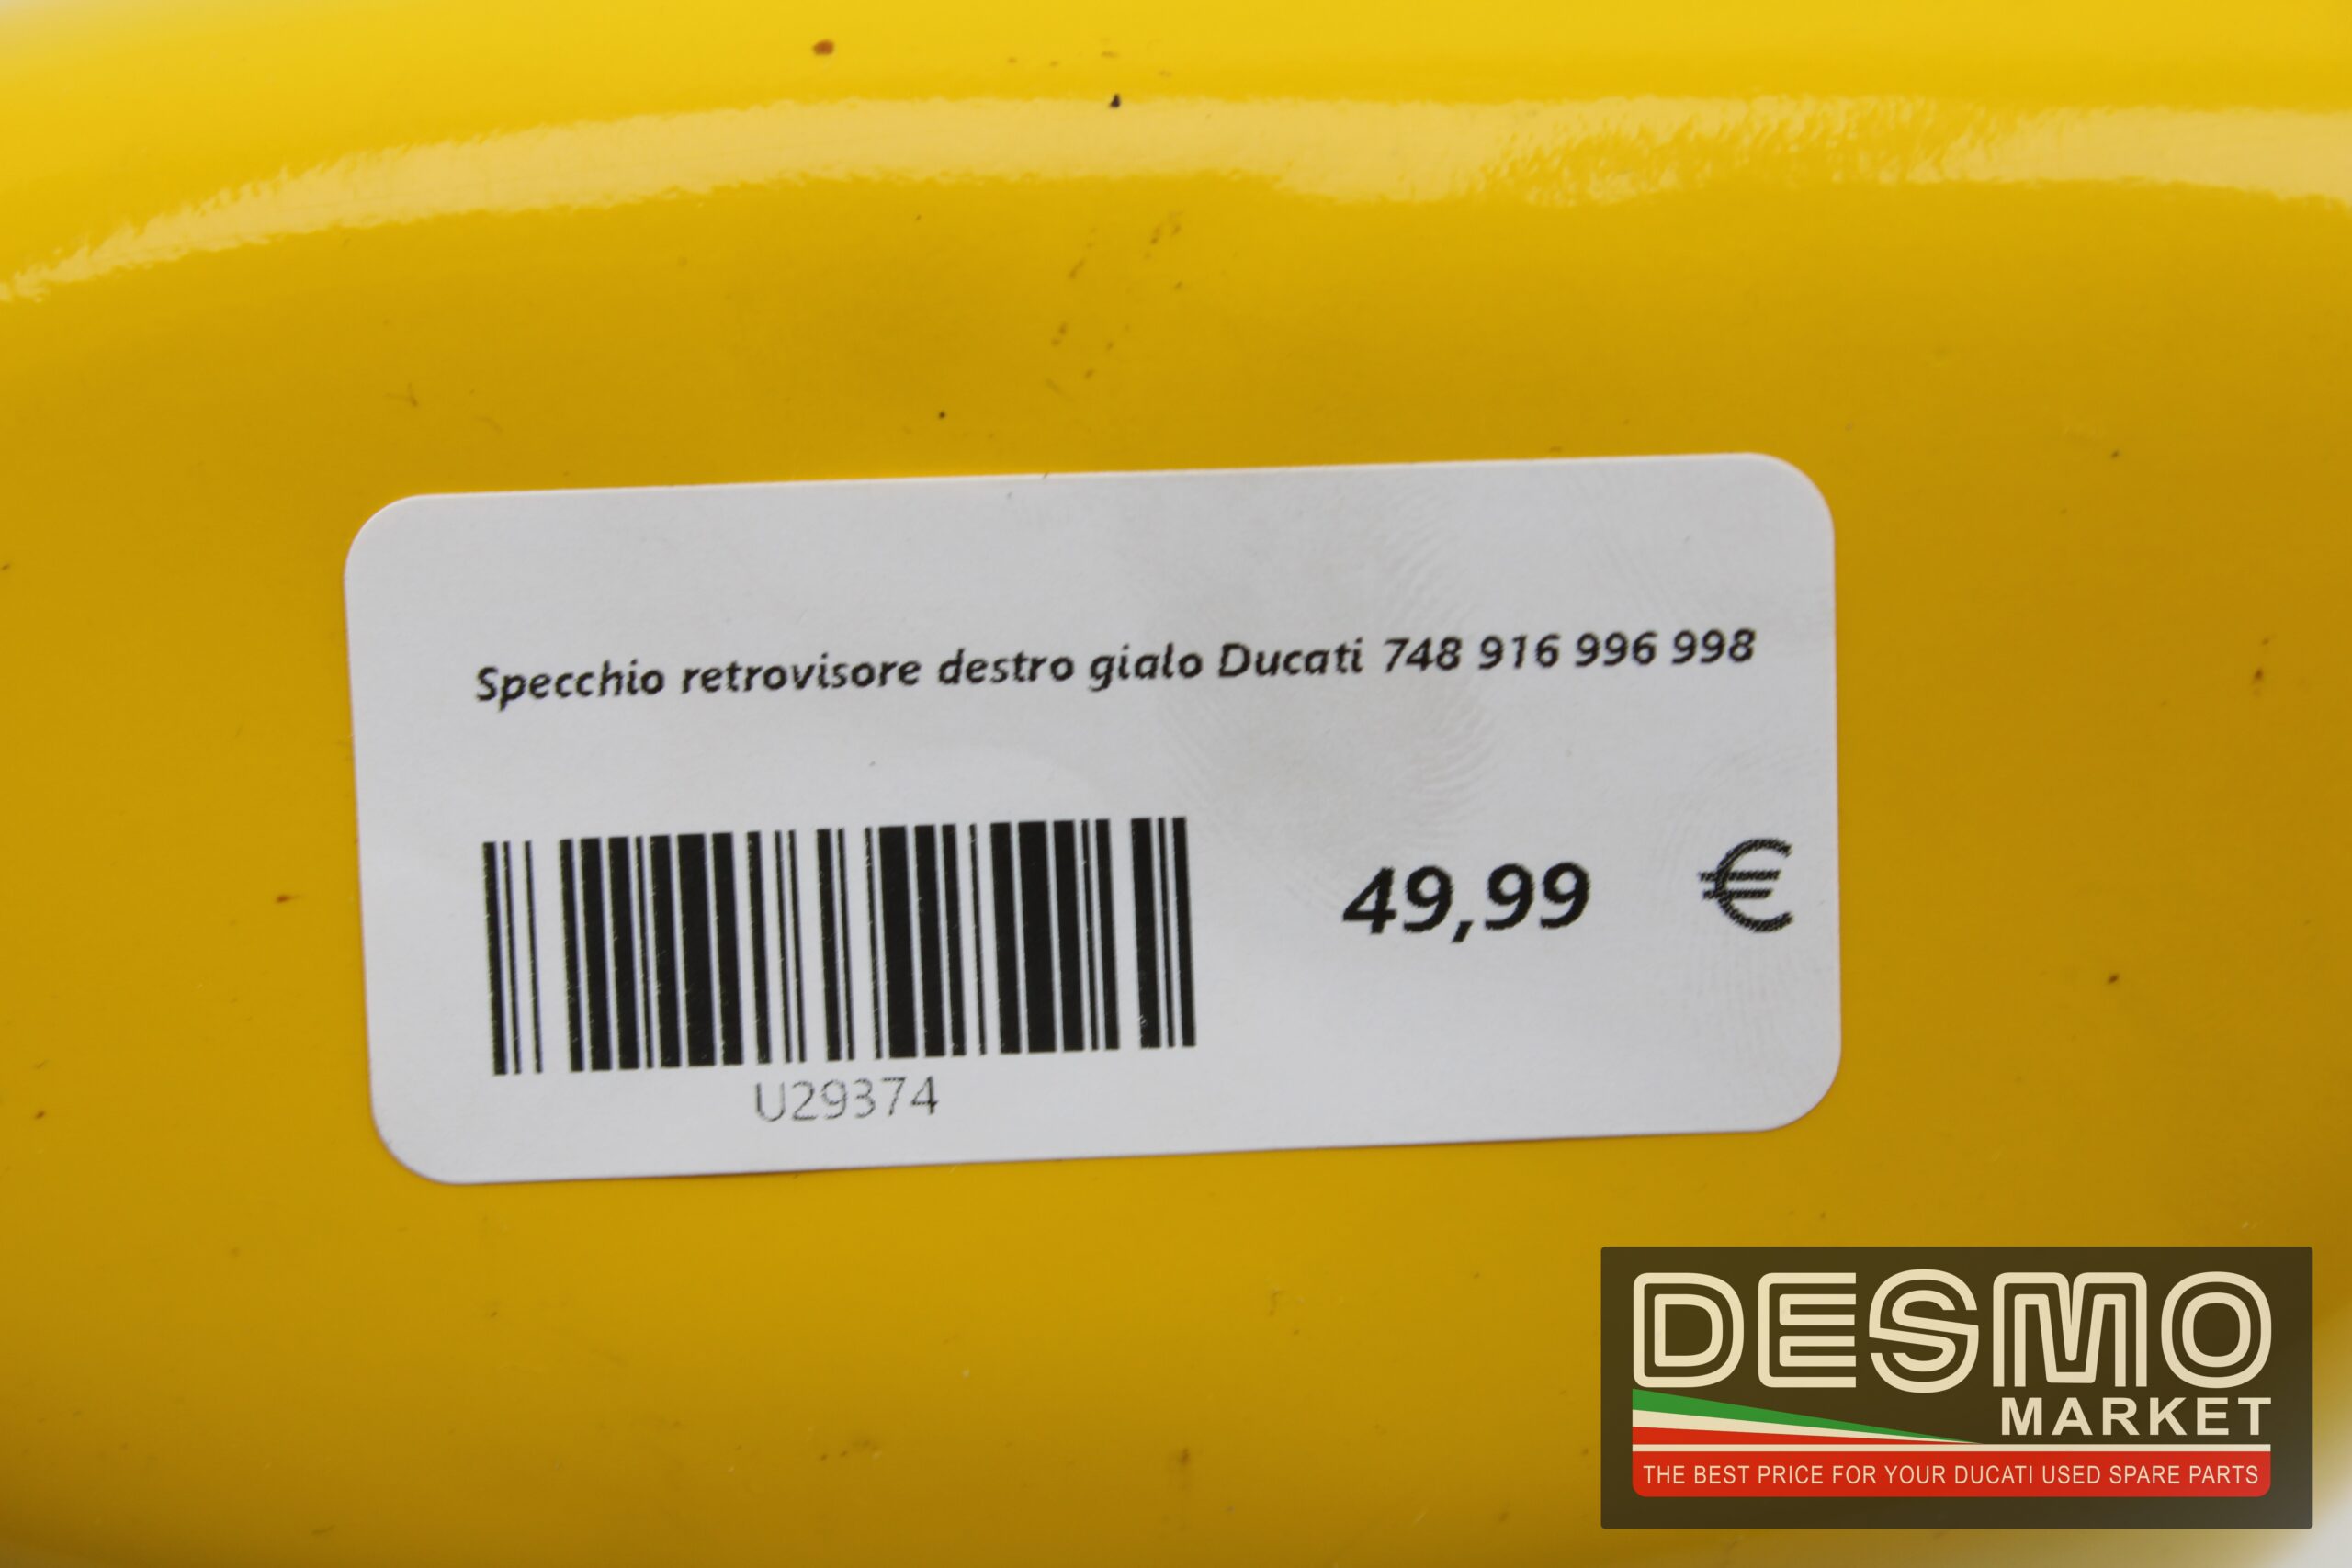 Specchio retrovisore destro gialo Ducati 748 916 996 998
49,99 €
U29374
DESMO
MARKET
THE BEST PRICE FOR YOUR DUCATI USED SPARE PARTS